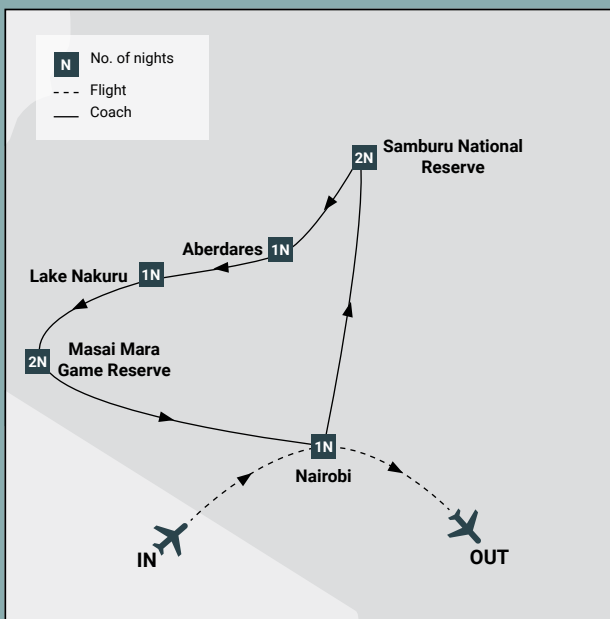 N
No. of nights
Flight
Coach
2N
Samburu National
Reserve
Aberdares
1N
Lake Nakuru
1N
2N
Masai Mara
Game Reserve
1N
Nairobi
IN
OUT